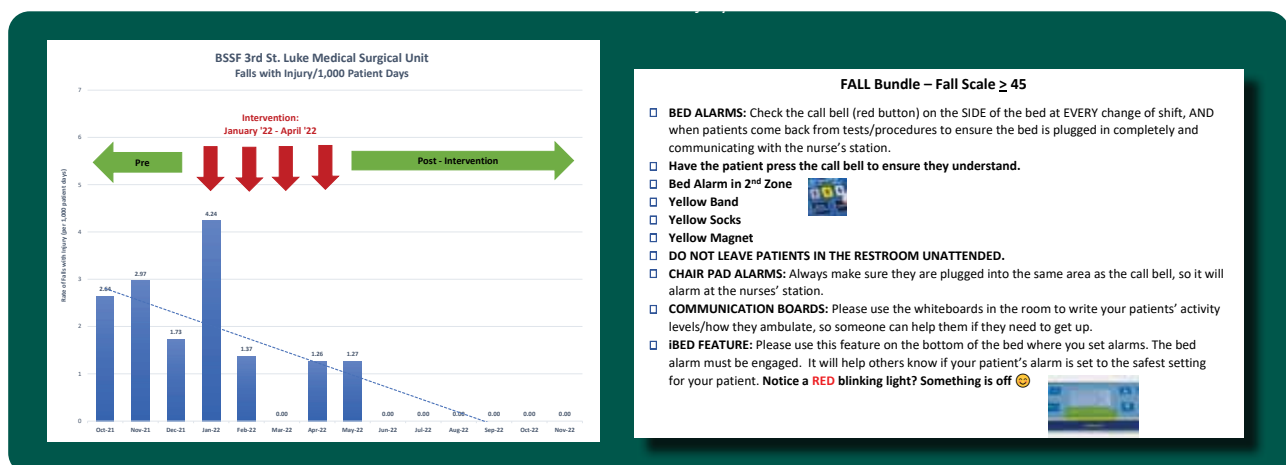 BSSF 3rd St. Luke Medical Surgical Unit
Falls with Injury/1,000 Patient Days
Rate of Falls with Injury (per 1,000 patient days)
7
6
5
4
3
2
1
0
Intervention:
January '22 - April '22
Pre
Post - Intervention
2.64
2.97
1.73
4.24
1.37
0.00
1.26
1.27
0.00
0.00
0.00
0.00
0.00
0.00
Oct-21
Nov-21
Dec-21
Jan-22
Feb-22
Mar-22
Apr-22
May-22
Jun-22
Jul-22
Aug-22
Sep-22
Oct-22
Nov-22
FALL Bundle – Fall Scale ≥ 45
BED ALARMS: Check the call bell (red button) on the SIDE of the bed at EVERY change of shift, AND
when patients come back from tests/procedures to ensure the bed is plugged in completely and
communicating with the nurse's station.
Have the patient press the call bell to ensure they understand.
Bed Alarm in 2nd Zone
Yellow Band
Yellow Socks
Yellow Magnet
DO NOT LEAVE PATIENTS IN THE RESTROOM UNATTENDED.
CHAIR PAD ALARMS: Always make sure they are plugged into the same area as the call bell, so it will
alarm at the nurses' station.
COMMUNICATION BOARDS: Please use the whiteboards in the room to write your patients' activity
levels/how they ambulate, so someone can help them if they need to get up.
iBED FEATURE: Please use this feature on the bottom of the bed where you set alarms. The bed
alarm must be engaged. It will help others know if your patient's alarm is set to the safest setting
for your patient. Notice a RED blinking light? Something is off 😊